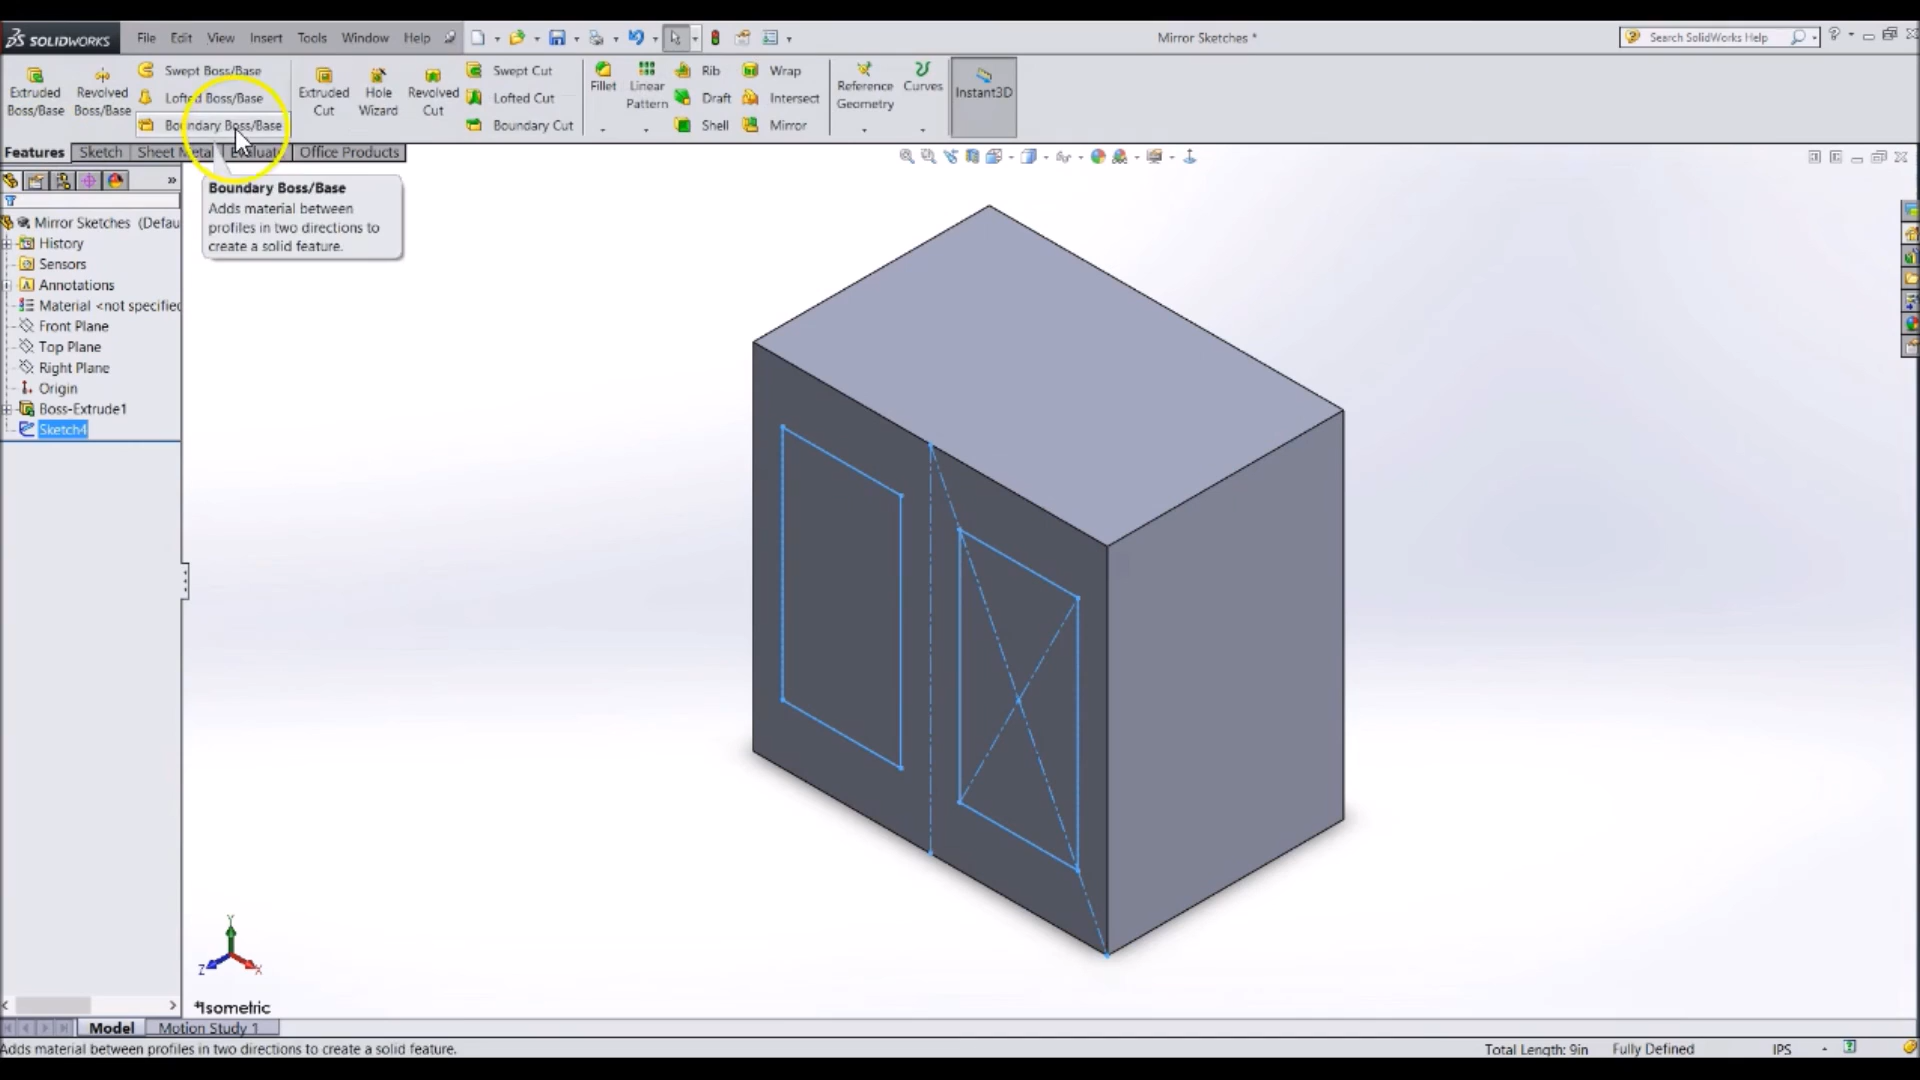 SOLIDWORKS File Edit View Insert Tools Window Help Mirror Sketches * Search SolidWorks Help
Extruded Boss/Base
Revolved Boss/Base
Swept Boss/Base
Lofted Boss/Base
Boundary Boss/Base
Extruded Cut
Hole Wizard
Revolved Cut
Swept Cut
Lofted Cut
Boundary Cut
Fillet
Linear Pattern
Rib
Draft
Shell
Wrap
Intersect
Mirror
Reference Geometry
Curves
Instant3D
Features Sketch Sheet Metal Evaluate Office Products
Boundary Boss/Base
Adds material between
profiles in two directions to
create a solid feature.
Mirror Sketches (Defau
History
Sensors
Annotations
Material <not specified
Front Plane
Top Plane
Right Plane
Origin
Boss-Extrude1
Sketch4
Y
Z X
*Isometric
Model Motion Study 1
Adds material between profiles in two directions to create a solid feature. Total Length: 9in Fully Defined IPS